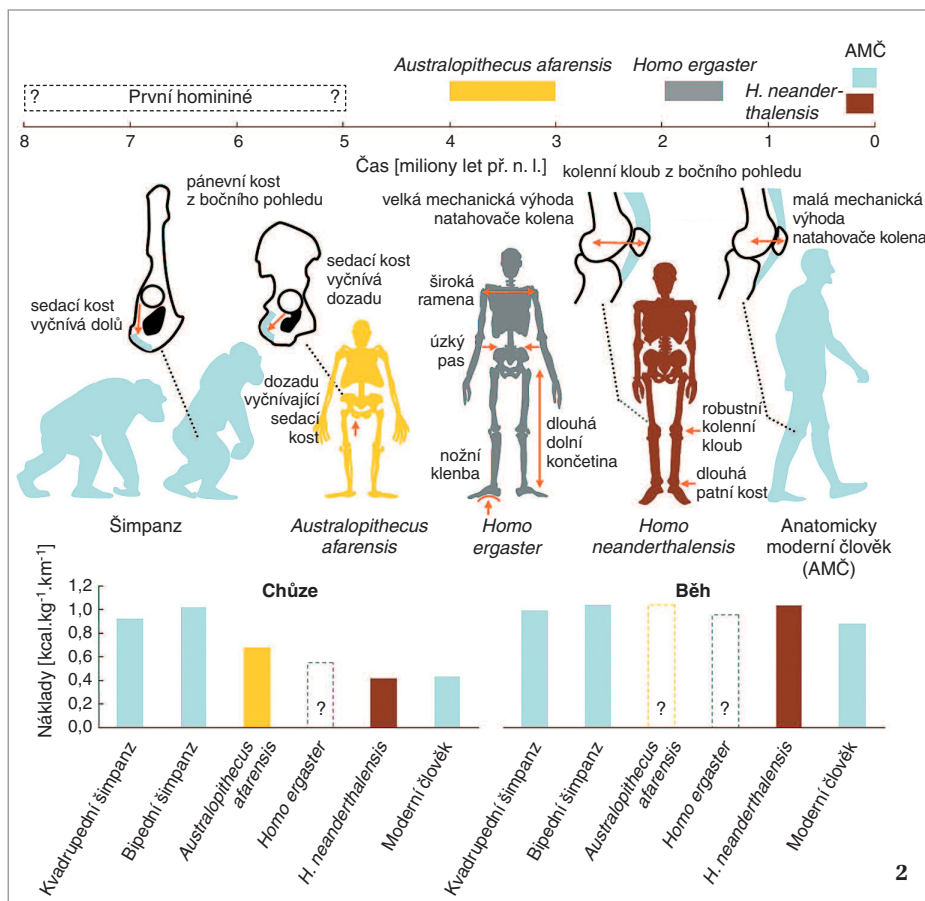 Australopithecus afarensis
Homo ergaster
AMČ
H. neander-
thalensis
? První homininé ?
8 7 6 5 4 3 2 1 0
Čas [miliony let př. n. l.]
pánevní kost
z bočního pohledu
kolenní kloub z bočního pohledu
velká mechanická výhoda
natahovače kolena
malá mechanická
výhoda
natahovače kolena
sedací kost
vyčnívá dolů
sedací kost
vyčnívá
dozadu
široká
ramena
úzký
pas
dozadu
vyčnívající
sedací
kost
nožní
klenba
dlouhá
dolní
končetina
robustní
kolenní
kloub
dlouhá
patní kost
Šimpanz
Australopithecus
afarensis
Homo
ergaster
Homo
neanderthalensis
Anatomicky
moderní člověk
(AMČ)
Náklady [kcal.kg-1.km-1]
1,2
1,0
0,8
0,6
0,4
0,2
0,0
Chůze
?
Kvadrupední šimpanz
Bipední šimpanz
Australopithecus
afarensis
Homo ergaster
H. neanderthalensis
Moderní člověk
Běh
? ?
Kvadrupední šimpanz
Bipední šimpanz
Australopithecus
afarensis
Homo ergaster
H. neanderthalensis
Moderní člověk
2